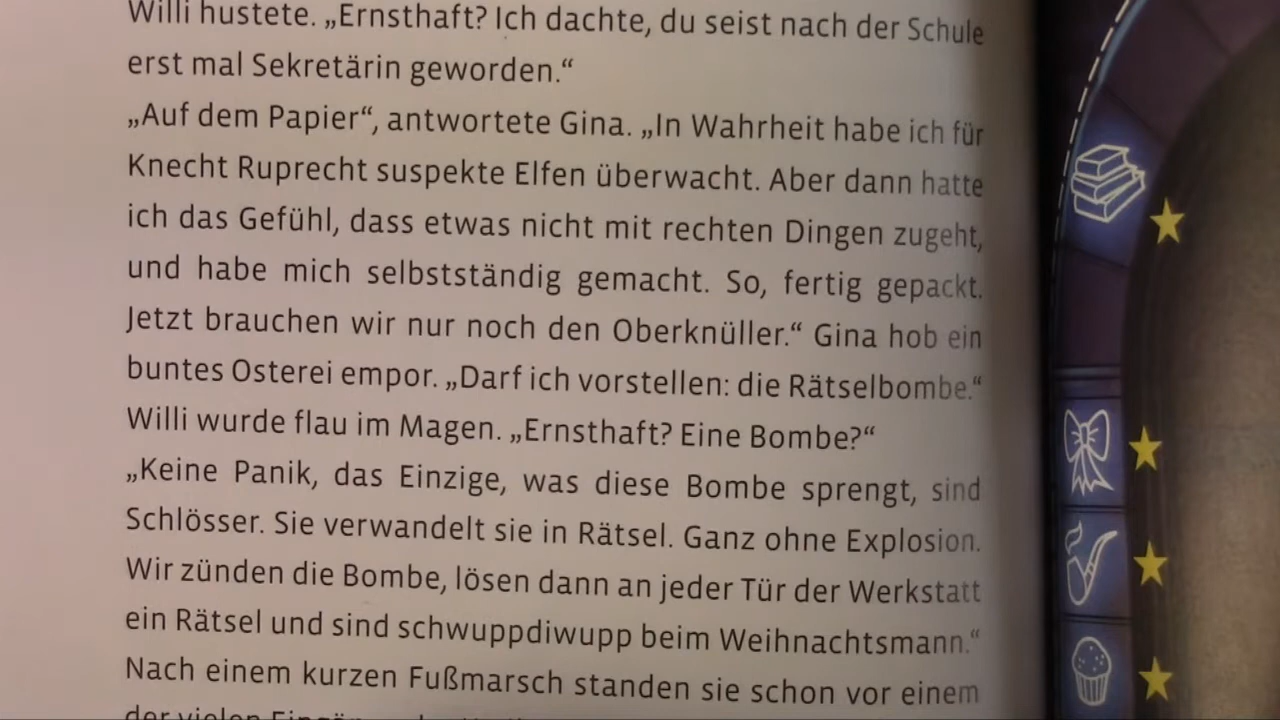 Willi hustete. „Ernsthaft? Ich dachte, du seist nach der Schule
erst mal Sekretärin geworden.“
„Auf dem Papier“, antwortete Gina. „In Wahrheit habe ich für
Knecht Ruprecht suspekte Elfen überwacht. Aber dann hatte
ich das Gefühl, dass etwas nicht mit rechten Dingen zugeht,
und habe mich selbstständig gemacht. So, fertig gepackt.
Jetzt brauchen wir nur noch den Oberknüller.“ Gina hob ein
buntes Osterei empor. „Darf ich vorstellen: die Rätselbombe.“
Willi wurde flau im Magen. „Ernsthaft? Eine Bombe?“
„Keine Panik, das Einzige, was diese Bombe sprengt, sind
Schlösser. Sie verwandelt sie in Rätsel. Ganz ohne Explosion.
Wir zünden die Bombe, lösen dann an jeder Tür der Werkstatt
ein Rätsel und sind schwuppdiwupp beim Weihnachtsmann.“
Nach einem kurzen Fußmarsch standen sie schon vor einem
der vielen